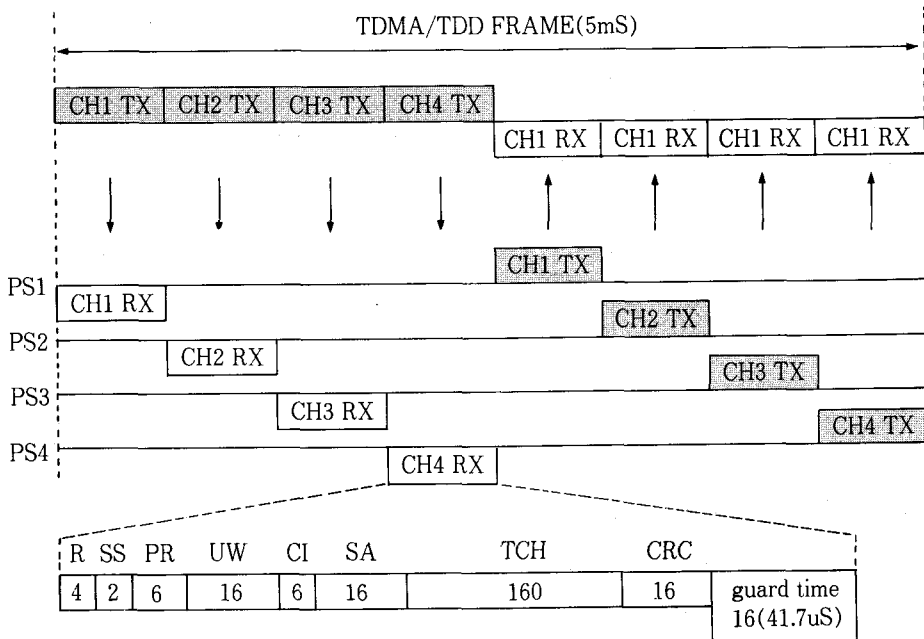 TDMA/TDD FRAME(5mS)
CH1 TX CH2 TX CH3 TX CH4 TX
CH1 RX CH1 RX CH1 RX CH1 RX
CH1 TX
PS1
CH1 RX
CH2 TX
PS2
CH2 RX
CH3 TX
PS3
CH3 RX
CH4 TX
PS4
CH4 RX
R SS PR UW CI SA TCH CRC
4 2 6 16 6 16 160 16 guard time
16(41.7uS)